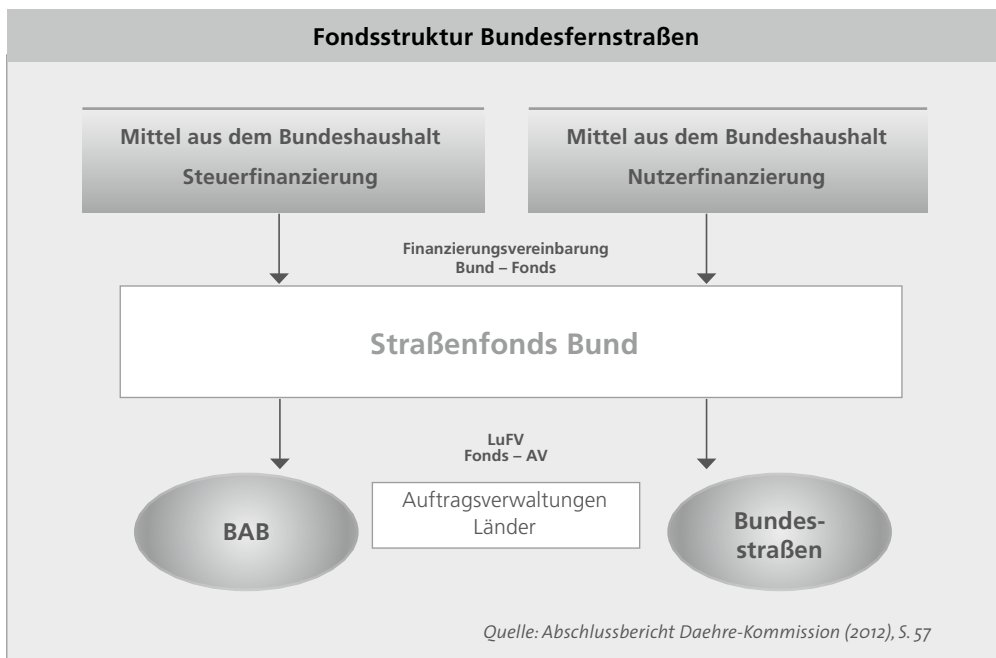 Fondsstruktur Bundesfernstraßen
Mittel aus dem Bundeshaushalt
Steuerfinanzierung
Mittel aus dem Bundeshaushalt
Nutzerfinanzierung
Finanzierungsvereinbarung
Bund – Fonds
Straßenfonds Bund
LuFV
Fonds – AV
BAB
Auftragsverwaltungen
Länder
Bundes-
straßen
Quelle: Abschlussbericht Daehre-Kommission (2012), S. 57